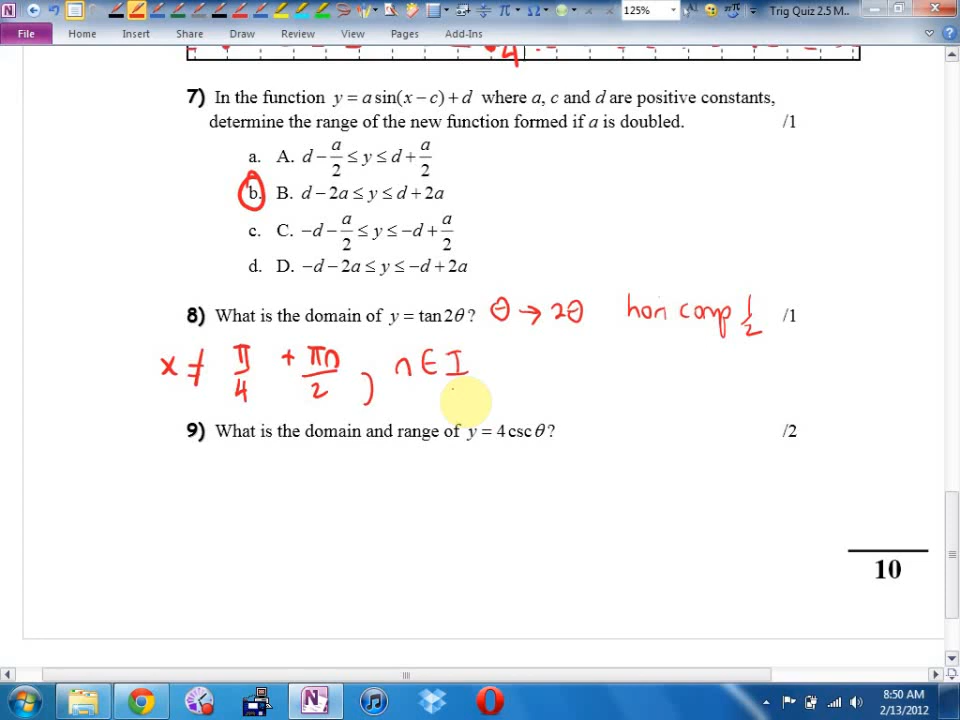 125%
Trig Quiz 2.5 M...
File Home Insert Share Draw Review View Pages Add-Ins
4
7) In the function y = a sin(x − c) + d where a, c and d are positive constants,
determine the range of the new function formed if a is doubled. /1
a. A. d − a/2 ≤ y ≤ d + a/2
b. B. d − 2a ≤ y ≤ d + 2a
c. C. −d − a/2 ≤ y ≤ −d + a/2
d. D. −d − 2a ≤ y ≤ −d + 2a
8) What is the domain of y = tan 2θ? θ → 2θ hori comp 1/2 /1
x ≠ π/4 + πn/2, n ∈ I
9) What is the domain and range of y = 4 csc θ? /2
10
8:50 AM
2/13/2012